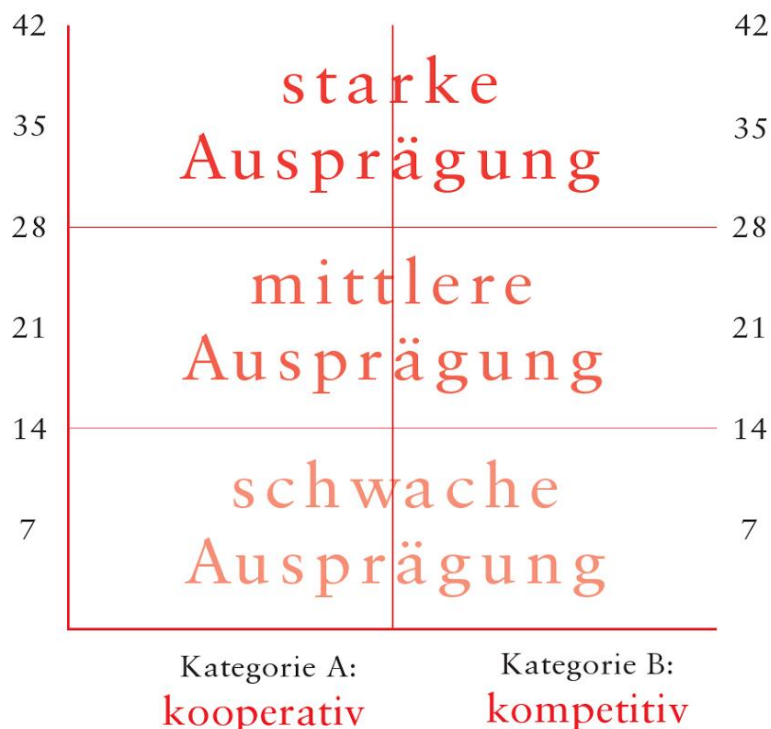 42 42
starke
35 35
Ausprägung
28 28
mittlere
21 21
Ausprägung
14 14
schwache
7 7
Ausprägung
Kategorie A: Kategorie B:
kooperativ kompetitiv